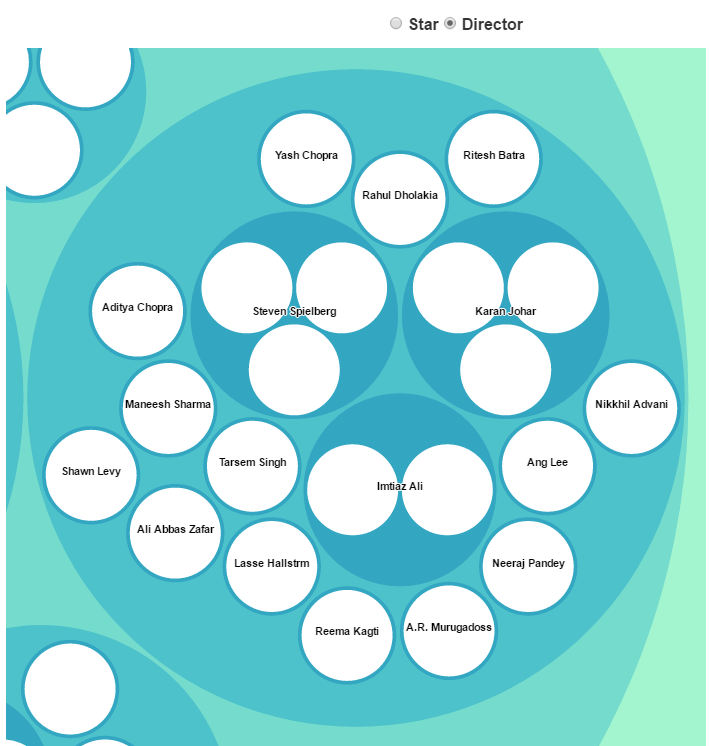 Star Director
Yash Chopra
Ritesh Batra
Rahul Dholakia
Aditya Chopra
Steven Spielberg
Karan Johar
Maneesh Sharma
Nikkhil Advani
Shawn Levy
Tarsem Singh
Ang Lee
Imtiaz Ali
Ali Abbas Zafar
Lasse Hallstrm
Neeraj Pandey
Reema Kagti
A.R. Murugadoss